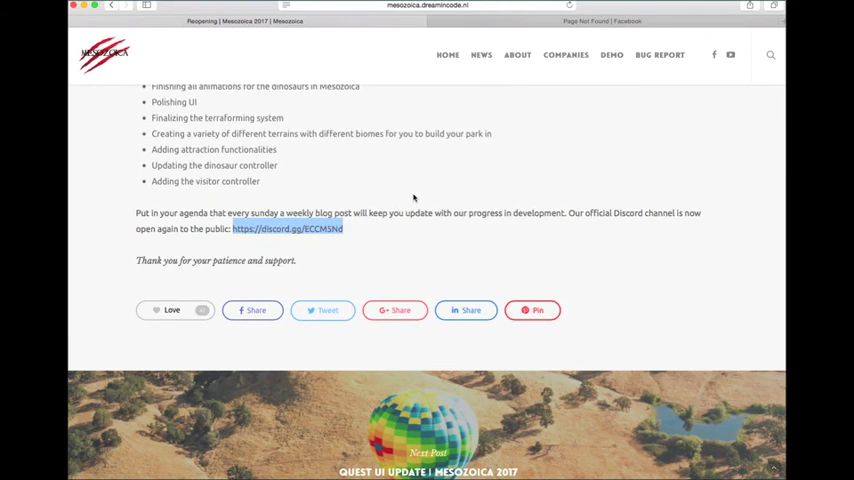 mesozoica.dreamincode.nl
Reopening | Mesozoica 2017 | Mesozoica
Page Not Found | Facebook
MESOZOICA
HOME NEWS ABOUT COMPANIES DEMO BUG REPORT
Finishing all animations for the dinosaurs in Mesozoica
Polishing UI
Finalizing the terraforming system
Creating a variety of different terrains with different biomes for you to build your park in
Adding attraction functionalities
Updating the dinosaur controller
Adding the visitor controller
Put in your agenda that every sunday a weekly blog post will keep you update with our progress in development. Our official Discord channel is now
open again to the public: https://discord.gg/ECCM5Nd
Thank you for your patience and support.
Love
Share
Tweet
G+ Share
in Share
Pin
Next Post
QUEST UI UPDATE | MESOZOICA 2017